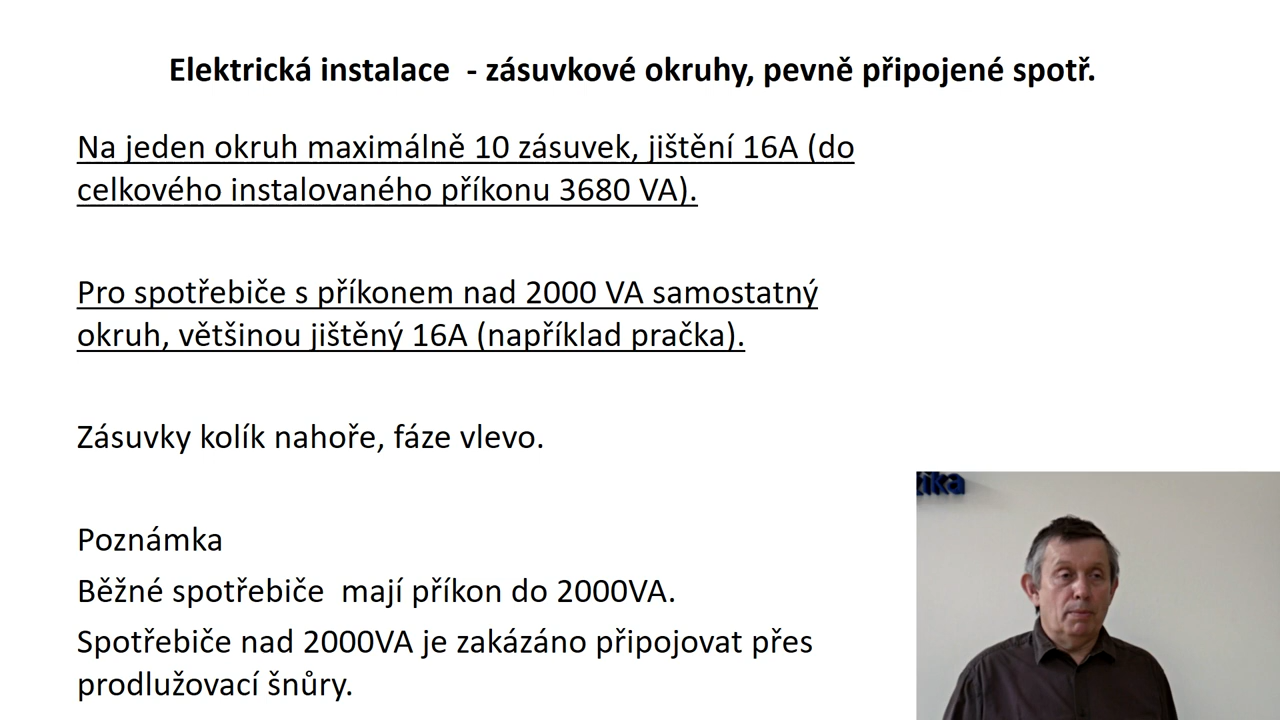 Elektrická instalace - zásuvkové okruhy, pevně připojené spotř.
Na jeden okruh maximálně 10 zásuvek, jištění 16A (do
celkového instalovaného příkonu 3680 VA).
Pro spotřebiče s příkonem nad 2000 VA samostatný
okruh, většinou jištěný 16A (například pračka).
Zásuvky kolík nahoře, fáze vlevo.
Poznámka
Běžné spotřebiče mají příkon do 2000VA.
Spotřebiče nad 2000VA je zakázáno připojovat přes
prodlužovací šnůry.